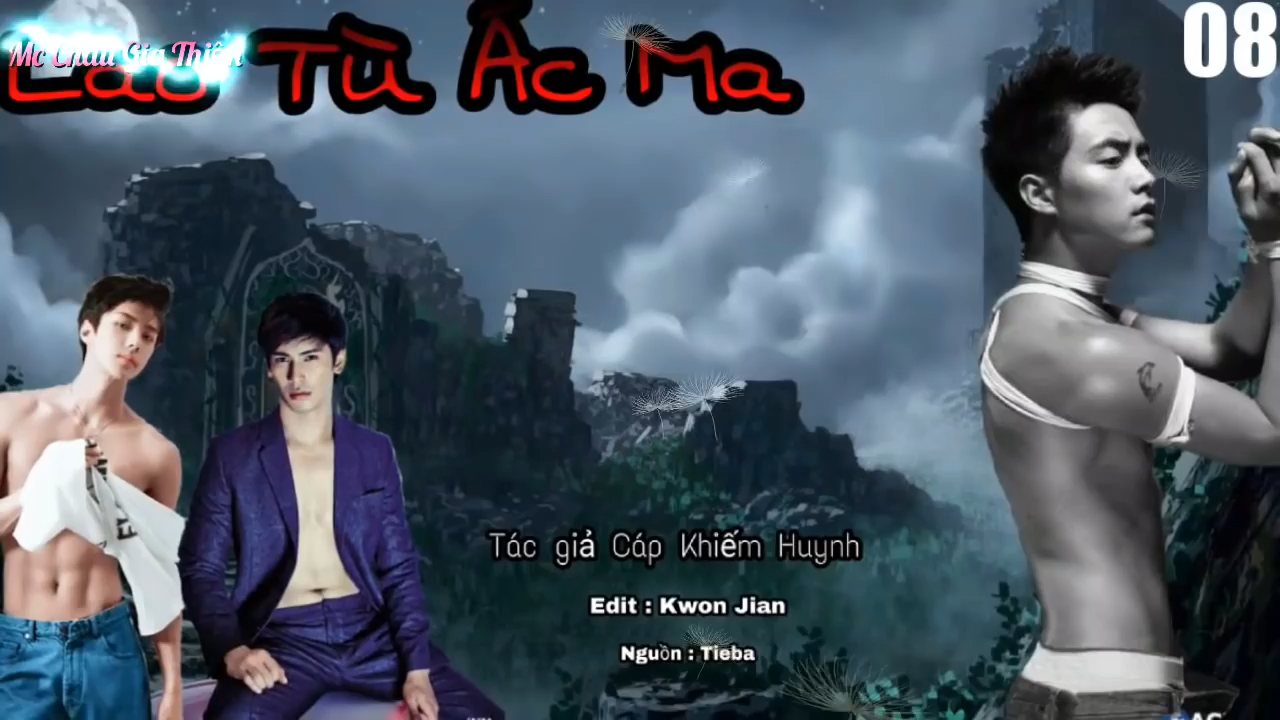 Mc Châu Gia Thiên
08
Lao Tù Ác Ma
Tác giả Cáp Khiếm Huynh
Edit : Kwon Jian
Nguồn : Tieba